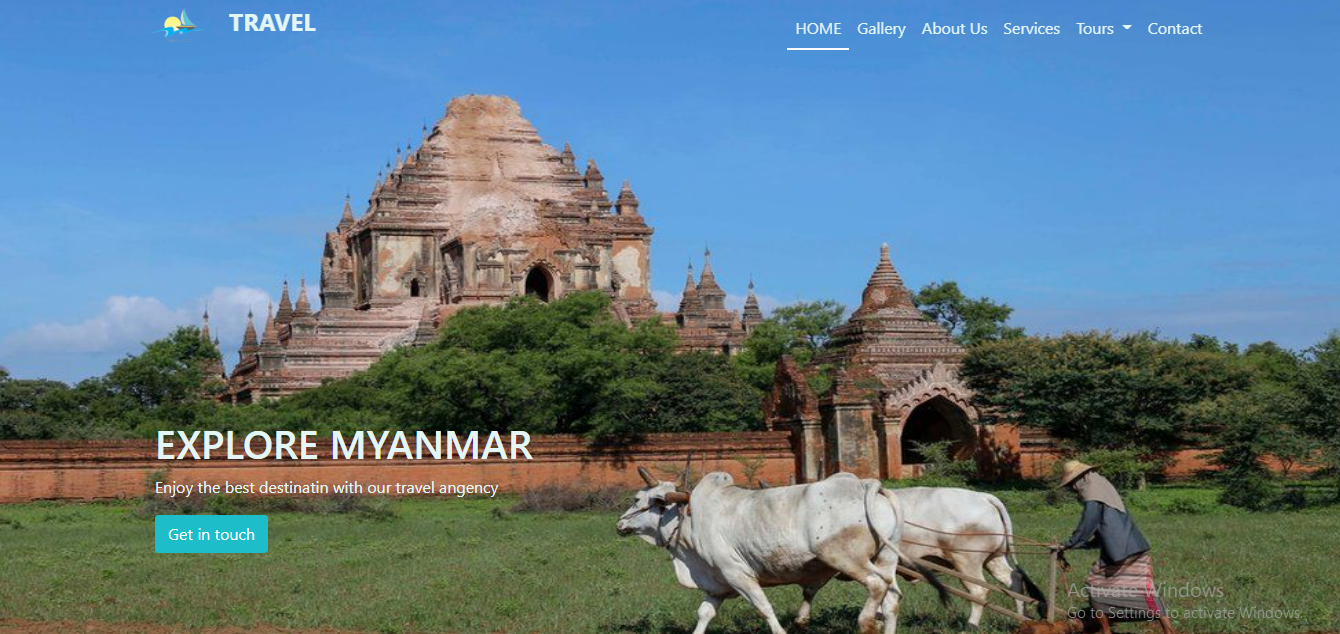 TRAVEL
HOME Gallery About Us Services Tours Contact
EXPLORE MYANMAR
Enjoy the best destinatin with our travel angency
Get in touch
Activate Windows
Go to Settings to activate Windows.